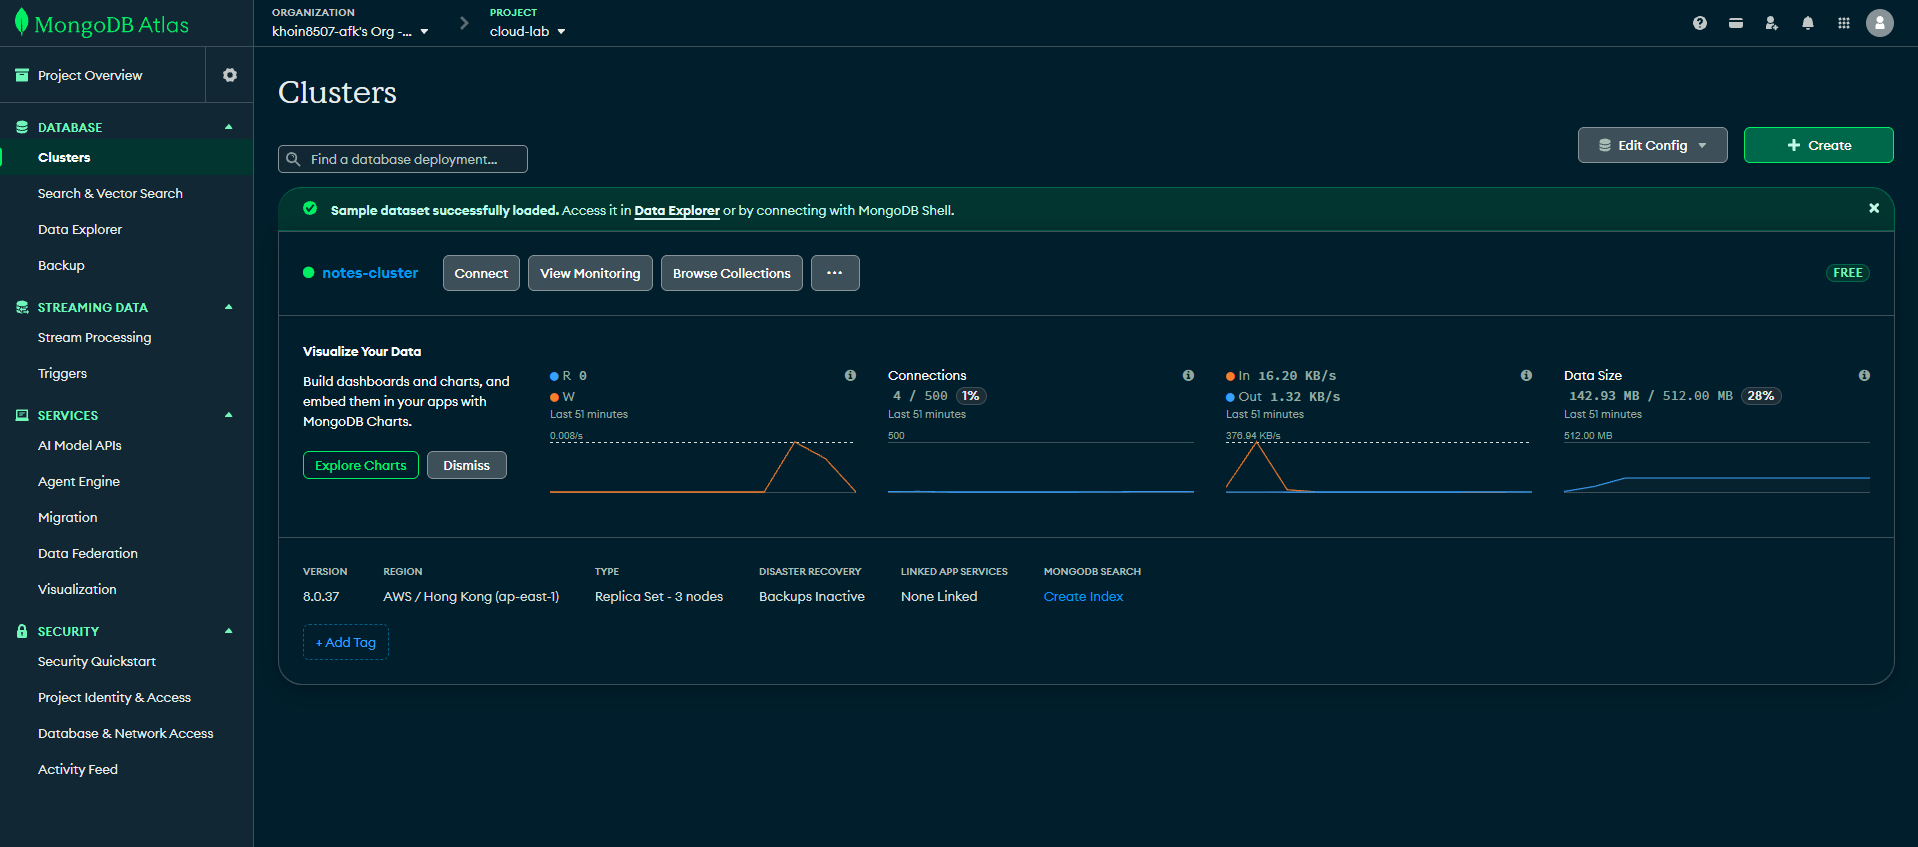 MongoDB Atlas
ORGANIZATION
khoin8507-afk's Org -...
PROJECT
cloud-lab
Project Overview
DATABASE
Clusters
Search & Vector Search
Data Explorer
Backup
STREAMING DATA
Stream Processing
Triggers
SERVICES
AI Model APIs
Agent Engine
Migration
Data Federation
Visualization
SECURITY
Security Quickstart
Project Identity & Access
Database & Network Access
Activity Feed
Clusters
Find a database deployment...
Edit Config
+ Create
Sample dataset successfully loaded. Access it in Data Explorer or by connecting with MongoDB Shell.
notes-cluster
Connect
View Monitoring
Browse Collections
...
FREE
Visualize Your Data
Build dashboards and charts, and
embed them in your apps with
MongoDB Charts.
Explore Charts
Dismiss
R 0
W
Last 51 minutes
0.008/s
Connections
4 / 500 1%
Last 51 minutes
500
In 16.20 KB/s
Out 1.32 KB/s
Last 51 minutes
376.94 KB/s
Data Size
142.93 MB / 512.00 MB 28%
Last 51 minutes
512.00 MB
VERSION
8.0.37
REGION
AWS / Hong Kong (ap-east-1)
TYPE
Replica Set - 3 nodes
DISASTER RECOVERY
Backups Inactive
LINKED APP SERVICES
None Linked
MONGODB SEARCH
Create Index
+ Add Tag